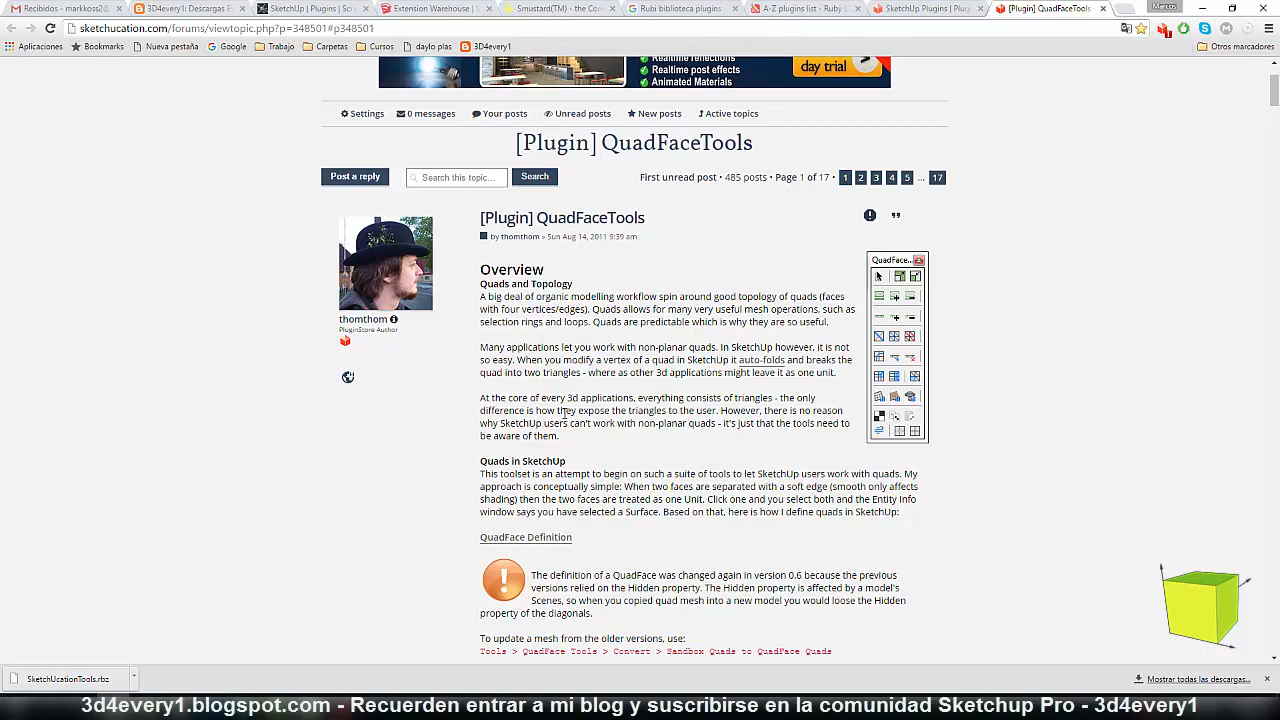 Recibidos - markkoss2@
3D4every1: Descargas E
SketchUp | Plugins | Scr
Extension Warehouse | S
Smustard(TM) - the Com
Rubi biblioteca plugins
A-Z plugins list - Ruby L
SketchUp Plugins | Plug
[Plugin] QuadFaceTools
Marcos
sketchucation.com/forums/viewtopic.php?p=348501#p348501
Aplicaciones
Bookmarks
Nueva pestaña
Google
Trabajo
Carpetas
Cursos
daylo plas
3D4every1
Otros marcadores
Realtime reflections
Realtime post effects
Animated Materials
day trial
Settings
0 messages
Your posts
Unread posts
New posts
Active topics
[Plugin] QuadFaceTools
Post a reply
Search this topic...
Search
First unread post • 485 posts • Page 1 of 17 • 1 2 3 4 5 ... 17
[Plugin] QuadFaceTools
by thomthom » Sun Aug 14, 2011 9:39 am
thomthom
PluginStore Author
Overview
Quads and Topology
A big deal of organic modelling workflow spin around good topology of quads (faces
with four vertices/edges). Quads allows for many very useful mesh operations, such as
selection rings and loops. Quads are predictable which is why they are so useful.
Many applications let you work with non-planar quads. In SketchUp however, it is not
so easy. When you modify a vertex of a quad in SketchUp it auto-folds and breaks the
quad into two triangles - where as other 3d applications might leave it as one unit.
At the core of every 3d applications, everything consists of triangles - the only
difference is how they expose the triangles to the user. However, there is no reason
why SketchUp users can't work with non-planar quads - it's just that the tools need to
be aware of them.
QuadFace...
Quads in SketchUp
This toolset is an attempt to begin on such a suite of tools to let SketchUp users work with quads. My
approach is conceptually simple: When two faces are separated with a soft edge (smooth only affects
shading) then the two faces are treated as one Unit. Click one and you select both and the Entity Info
window says you have selected a Surface. Based on that, here is how I define quads in SketchUp:
QuadFace Definition
The definition of a QuadFace was changed again in version 0.6 because the previous
versions relied on the Hidden property. The Hidden property is affected by a model's
Scenes, so when you copied quad mesh into a new model you would loose the Hidden
property of the diagonals.
To update a mesh from the older versions, use:
Tools > QuadFace Tools > Convert > Sandbox Quads to QuadFace Quads
SketchUcationTools.rbz
Mostrar todas las descargas...
3d4every1.blogspot.com - Recuerden entrar a mi blog y suscribirse en la comunidad Sketchup Pro - 3d4every1